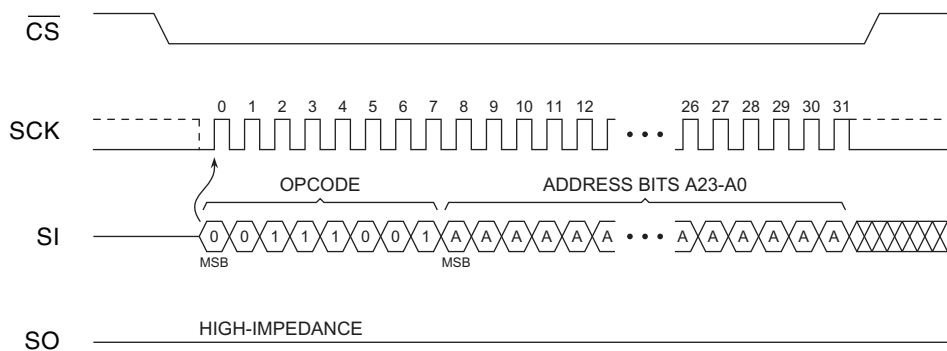 CS
0 1 2 3 4 5 6 7 8 9 10 11 12 26 27 28 29 30 31
SCK
OPCODE ADDRESS BITS A23-A0
SI 0 0 1 1 1 0 0 1 A A A A A A A A A A A A
MSB MSB
HIGH-IMPEDANCE
SO